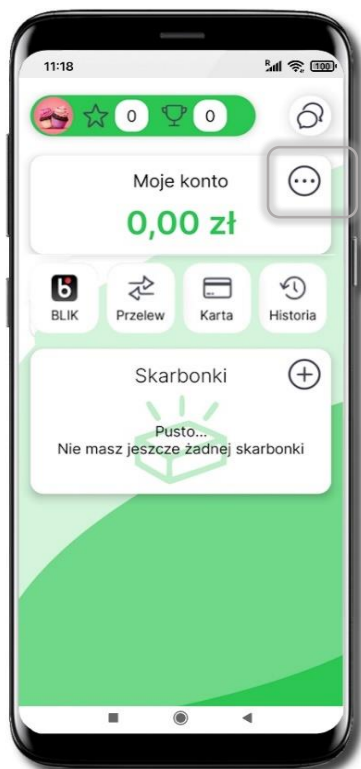 11:18
R
100
0
0
Moje konto
0,00 zł
BLIK
Przelew
Karta
Historia
Skarbonki
Pusto...
Nie masz jeszcze żadnej skarbonki